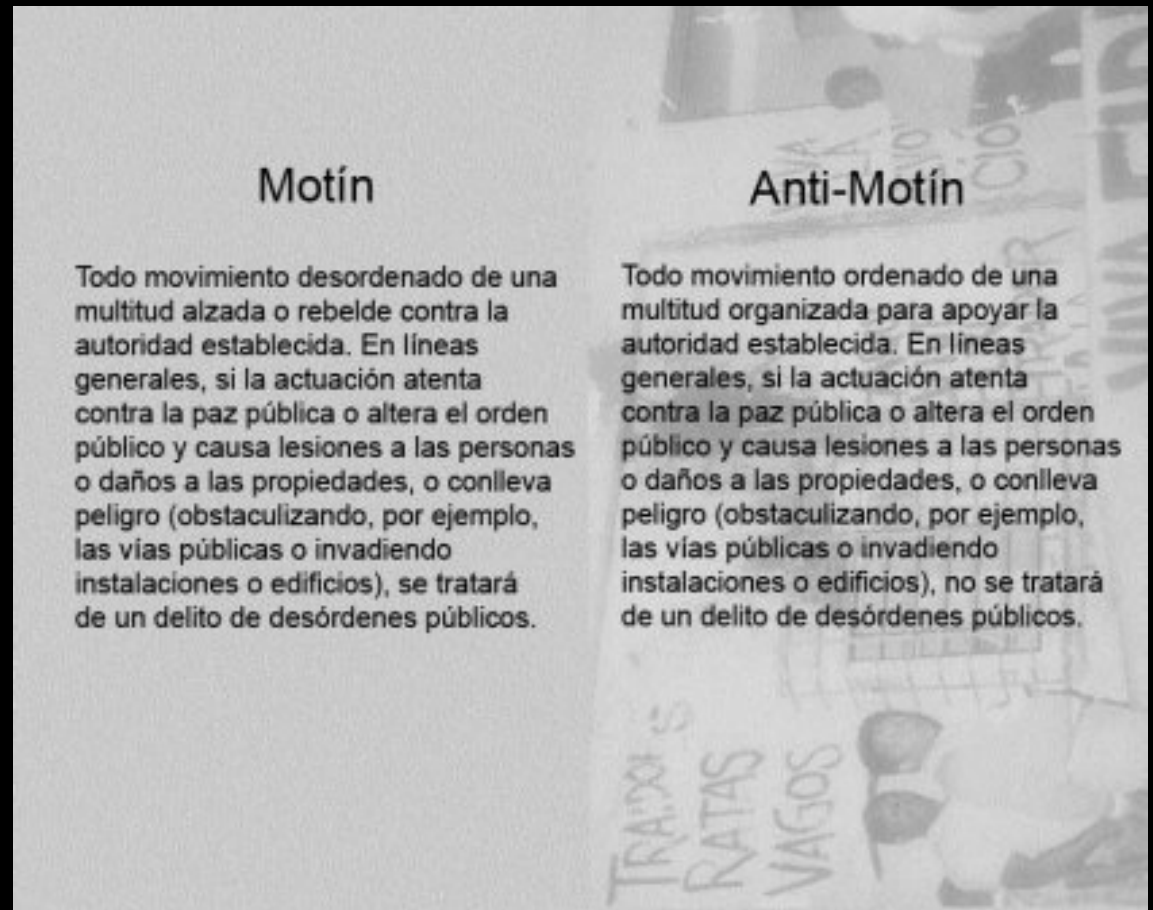 Motín
Todo movimiento desordenado de una
multitud alzada o rebelde contra la
autoridad establecida. En líneas
generales, si la actuación atenta
contra la paz pública o altera el orden
público y causa lesiones a las personas
o daños a las propiedades, o conlleva
peligro (obstaculizando, por ejemplo,
las vías públicas o invadiendo
instalaciones o edificios), se tratará
de un delito de desórdenes públicos.
Anti-Motín
Todo movimiento ordenado de una
multitud organizada para apoyar la
autoridad establecida. En líneas
generales, si la actuación atenta
contra la paz pública o altera el orden
público y causa lesiones a las personas
o daños a las propiedades, o conlleva
peligro (obstaculizando, por ejemplo,
las vías públicas o invadiendo
instalaciones o edificios), no se tratará
de un delito de desórdenes públicos.
RATAS
VAGOS